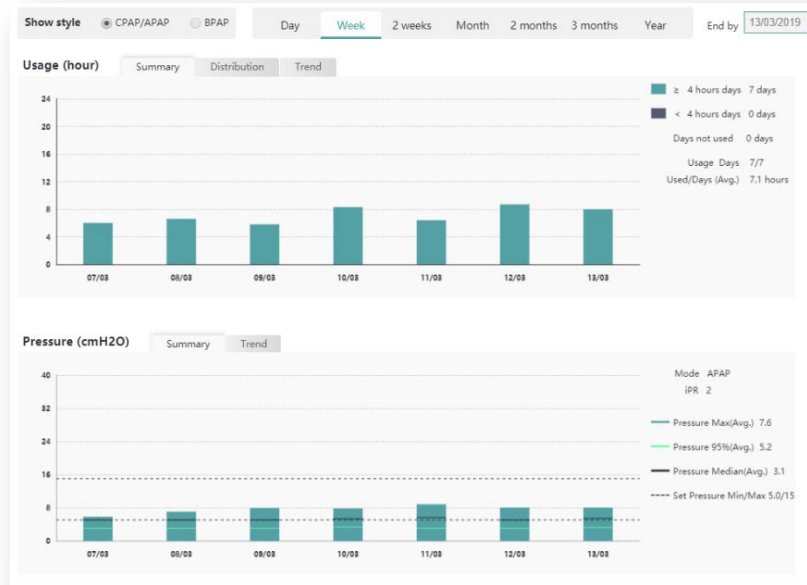 Show style CPAP/APAP BPAP Day Week 2 weeks Month 2 months 3 months Year End by 13/03/2019
Usage (hour) Summary Distribution Trend
≥ 4 hours days 7 days
< 4 hours days 0 days
Days not used 0 days
Usage Days 7/7
Used/Days (Avg.) 7.1 hours
24
20
16
12
8
4
0
07/03 08/03 09/03 10/03 11/03 12/03 13/03
Pressure (cmH2O) Summary Trend
Mode APAP
iPR 2
Pressure Max(Avg.) 7.6
Pressure 95%(Avg.) 5.2
Pressure Median(Avg.) 3.1
Set Pressure Min/Max 5.0/15
40
32
24
16
8
0
07/03 08/03 09/03 10/03 11/03 12/03 13/03